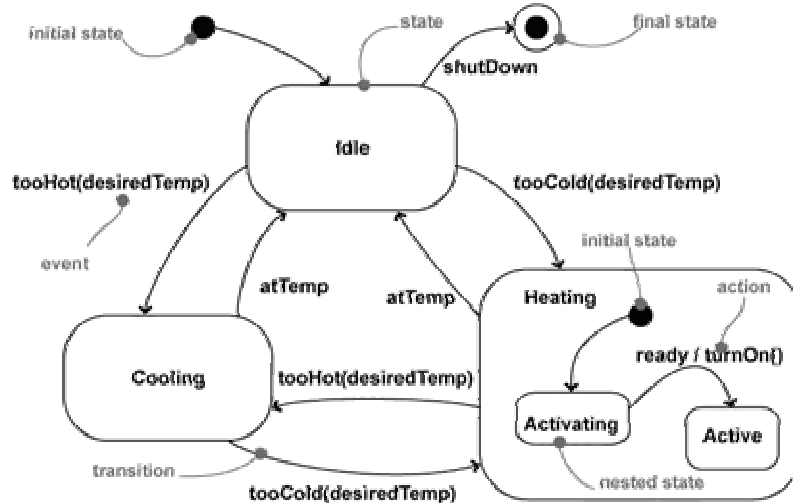 initial state
state
final state
shutDown
Idle
tooHot(desiredTemp)
tooCold(desiredTemp)
event
initial state
atTemp
atTemp
Heating
action
ready / turnOn()
Cooling
tooHot(desiredTemp)
Activating
Active
transition
nested state
tooCold(desiredTemp)